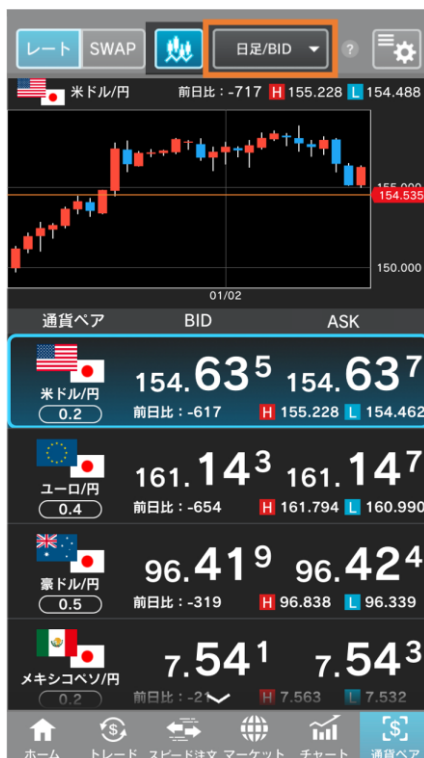 レート SWAP 日足/BID ?
米ドル/円 前日比:-717 H 155.228 L 154.488
155.000
154.535
150.000
01/02
通貨ペア BID ASK
154.635 154.637
米ドル/円
0.2 前日比:-617 H 155.228 L 154.462
161.143 161.147
ユーロ/円
0.4 前日比:-654 H 161.794 L 160.990
96.419 96.424
豪ドル/円
0.5 前日比:-319 H 96.838 L 96.339
7.541 7.543
メキシコペソ/円
0.2 前日比:-21 H 7.563 L 7.532
ホーム トレード スピード注文 マーケット チャート 通貨ペア